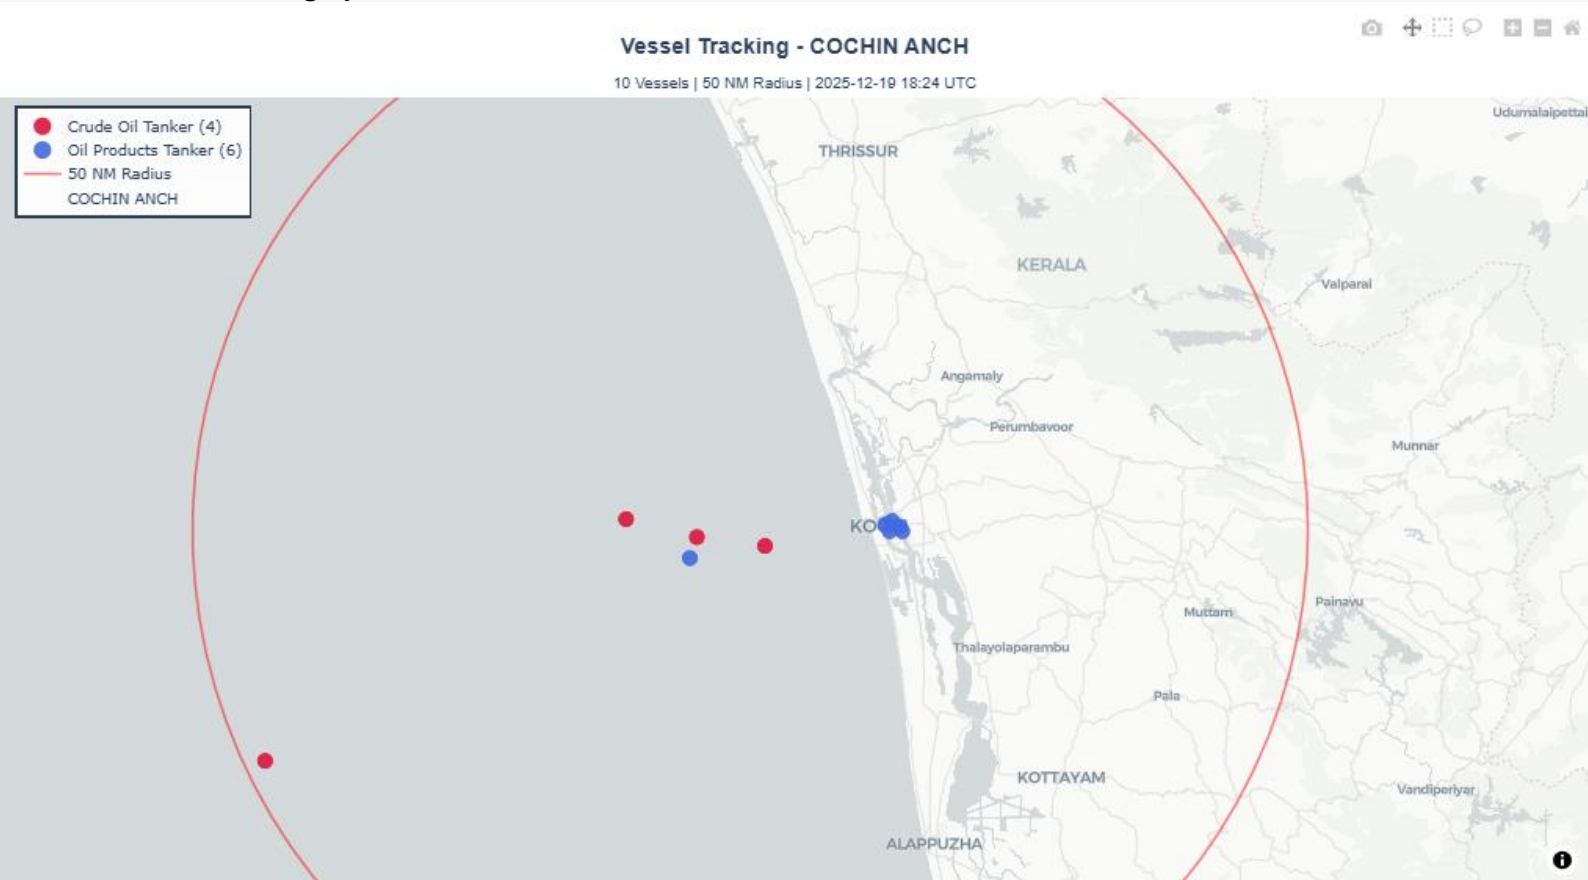 Vessel Tracking - COCHIN ANCH
10 Vessels | 50 NM Radius | 2025-12-19 18:24 UTC
Crude Oil Tanker (4)
Oil Products Tanker (6)
50 NM Radius
COCHIN ANCH
Udumalaipettai
THRISSUR
KERALA
Valparai
Angamaly
Perumbavoor
Munnar
KO
Painavu
Muttam
Thalayolaparambu
Pala
KOTTAYAM
Vandiperiyar
ALAPPUZHA